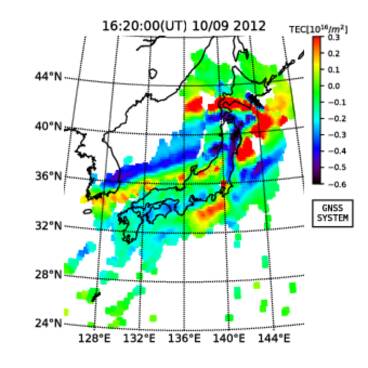 16:20:00(UT) 10/09 2012
TEC[10¹⁶/m²]
0.3
0.2
0.1
0.0
−0.1
−0.2
−0.3
−0.4
−0.5
−0.6
GNSS
SYSTEM
44°N
40°N
36°N
32°N
28°N
24°N
128°E 132°E 136°E 140°E 144°E